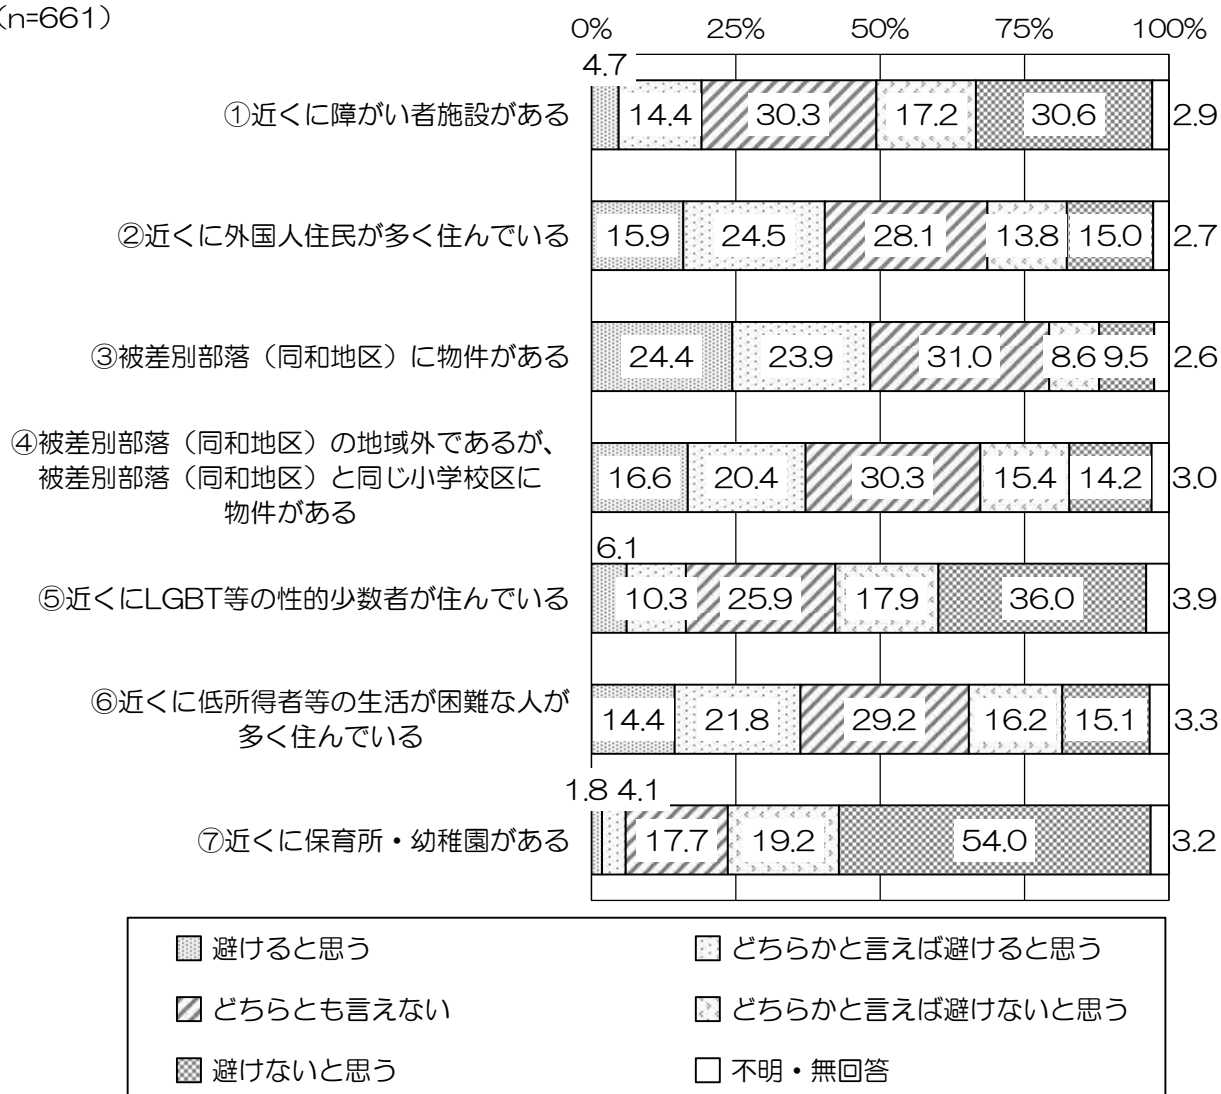 (n=661)
0% 25% 50% 75% 100%
4.7
①近くに障がい者施設がある 14.4 30.3 17.2 30.6 2.9
②近くに外国人住民が多く住んでいる 15.9 24.5 28.1 13.8 15.0 2.7
③被差別部落（同和地区）に物件がある 24.4 23.9 31.0 8.6 9.5 2.6
④被差別部落（同和地区）の地域外であるが、
被差別部落（同和地区）と同じ小学校区に 16.6 20.4 30.3 15.4 14.2 3.0
物件がある
6.1
⑤近くにLGBT等の性的少数者が住んでいる 10.3 25.9 17.9 36.0 3.9
⑥近くに低所得者等の生活が困難な人が
多く住んでいる 14.4 21.8 29.2 16.2 15.1 3.3
1.8 4.1
⑦近くに保育所・幼稚園がある 17.7 19.2 54.0 3.2
避けると思う どちらかと言えば避けると思う
どちらとも言えない どちらかと言えば避けないと思う
避けないと思う 不明・無回答